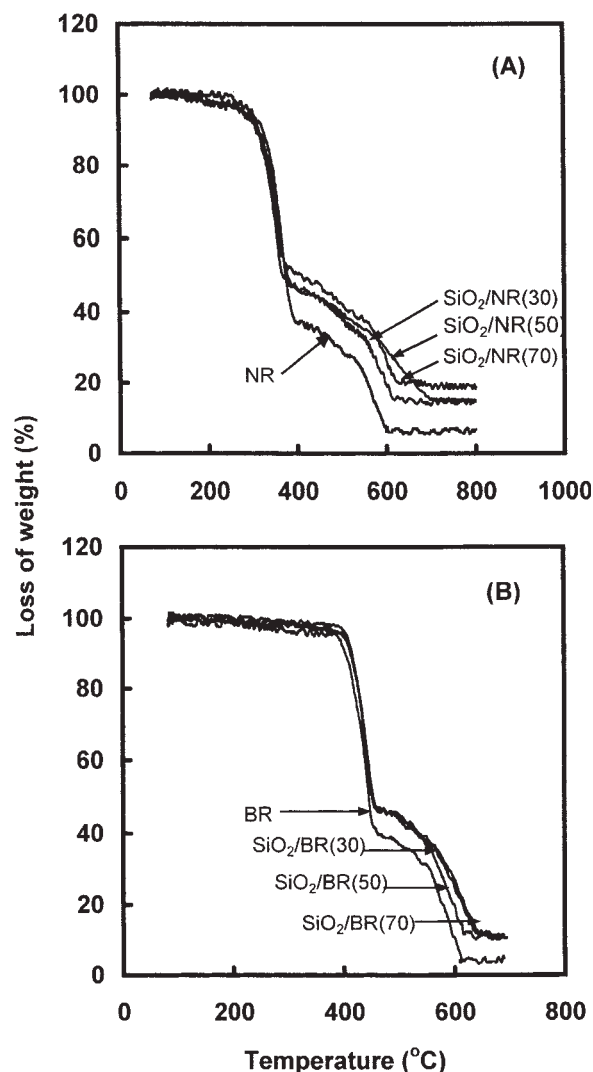 120
(A)
100
80
60
40
SiO₂/NR(30)
SiO₂/NR(50)
SiO₂/NR(70)
NR
20
0
0 200 400 600 800 1000
Loss of weight (%)
120
(B)
100
80
60
BR
40
SiO₂/BR(30)
SiO₂/BR(50)
20
SiO₂/BR(70)
0
0 200 400 600 800
Temperature (°C)